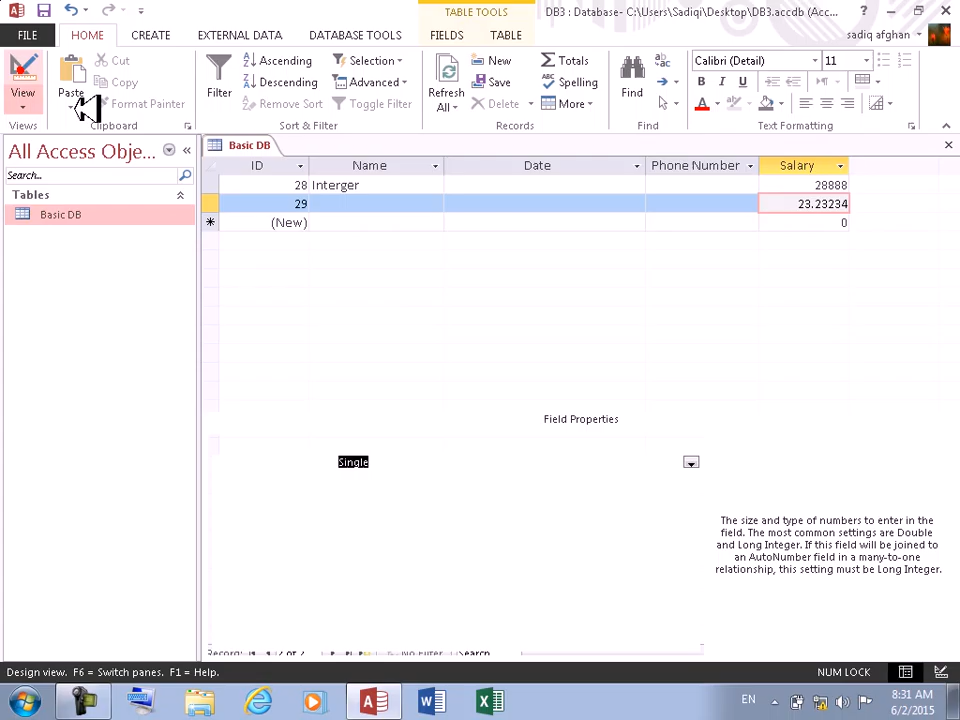 TABLE TOOLS
DB3 : Database- C:\Users\Sadiqi\Desktop\DB3.accdb (Acc...
FILE HOME CREATE EXTERNAL DATA DATABASE TOOLS FIELDS TABLE
sadiq afghan
View
Views
Paste
Cut
Copy
Format Painter
Clipboard
Filter
Ascending
Descending
Remove Sort
Selection
Advanced
Toggle Filter
Sort & Filter
Refresh
All
New
Save
Delete
Totals
Spelling
More
Records
Find
Find
Calibri (Detail) 11
B I U
A
Text Formatting
All Access Obje...
Search...
Tables
Basic DB
Basic DB
ID Name Date Phone Number Salary
28 Interger 28888
29 23.23234
(New) 0
Field Properties
Single
The size and type of numbers to enter in the
field. The most common settings are Double
and Long Integer. If this field will be joined to
an AutoNumber field in a many-to-one
relationship, this setting must be Long Integer.
Record: 2 of 2 No Filter Search
Design view. F6 = Switch panes. F1 = Help.
NUM LOCK
EN
8:31 AM
6/2/2015